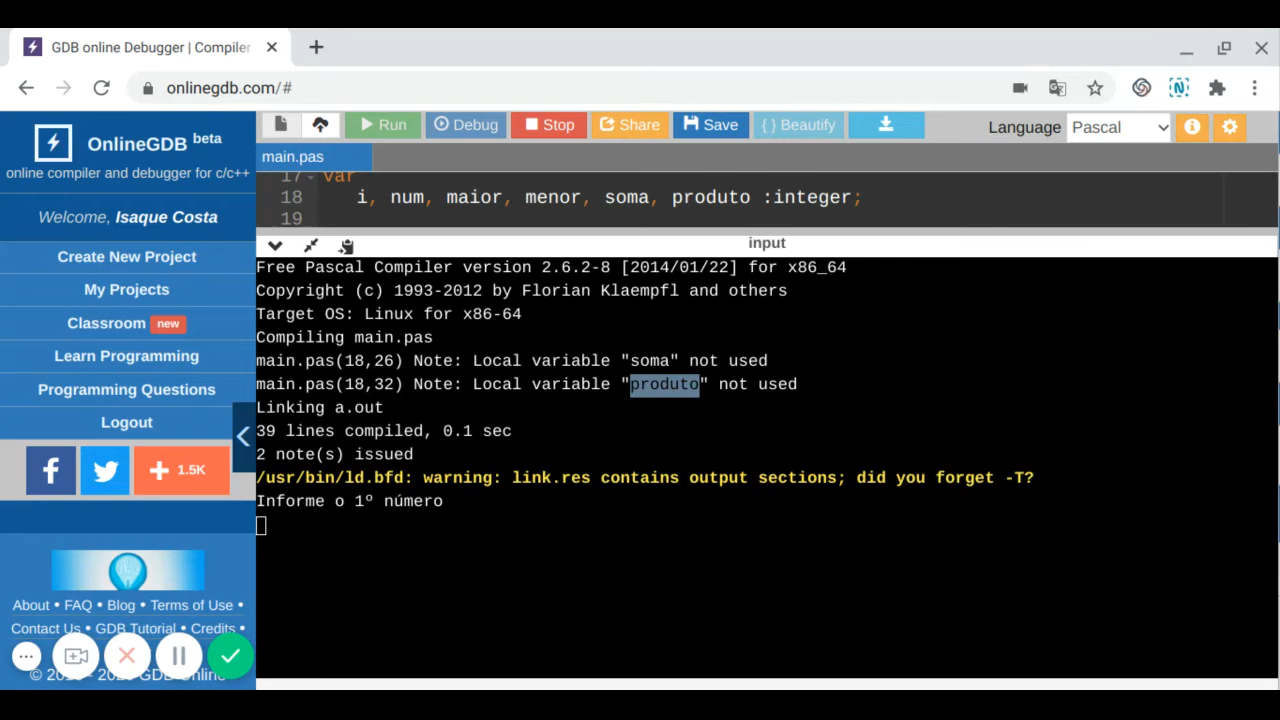 GDB online Debugger | Compiler
onlinegdb.com/#
OnlineGDB beta
online compiler and debugger for c/c++
Welcome, Isaque Costa
Create New Project
My Projects
Classroom new
Learn Programming
Programming Questions
Logout
1.5K
About • FAQ • Blog • Terms of Use •
Contact Us • GDB Tutorial • Credits •
GDB Online
Run
Debug
Stop
Share
Save
{ } Beautify
Language
Pascal
main.pas
17 var
18 i, num, maior, menor, soma, produto :integer;
19
input
Free Pascal Compiler version 2.6.2-8 [2014/01/22] for x86_64
Copyright (c) 1993-2012 by Florian Klaempfl and others
Target OS: Linux for x86-64
Compiling main.pas
main.pas(18,26) Note: Local variable "soma" not used
main.pas(18,32) Note: Local variable "produto" not used
Linking a.out
39 lines compiled, 0.1 sec
2 note(s) issued
/usr/bin/ld.bfd: warning: link.res contains output sections; did you forget -T?
Informe o 1º número